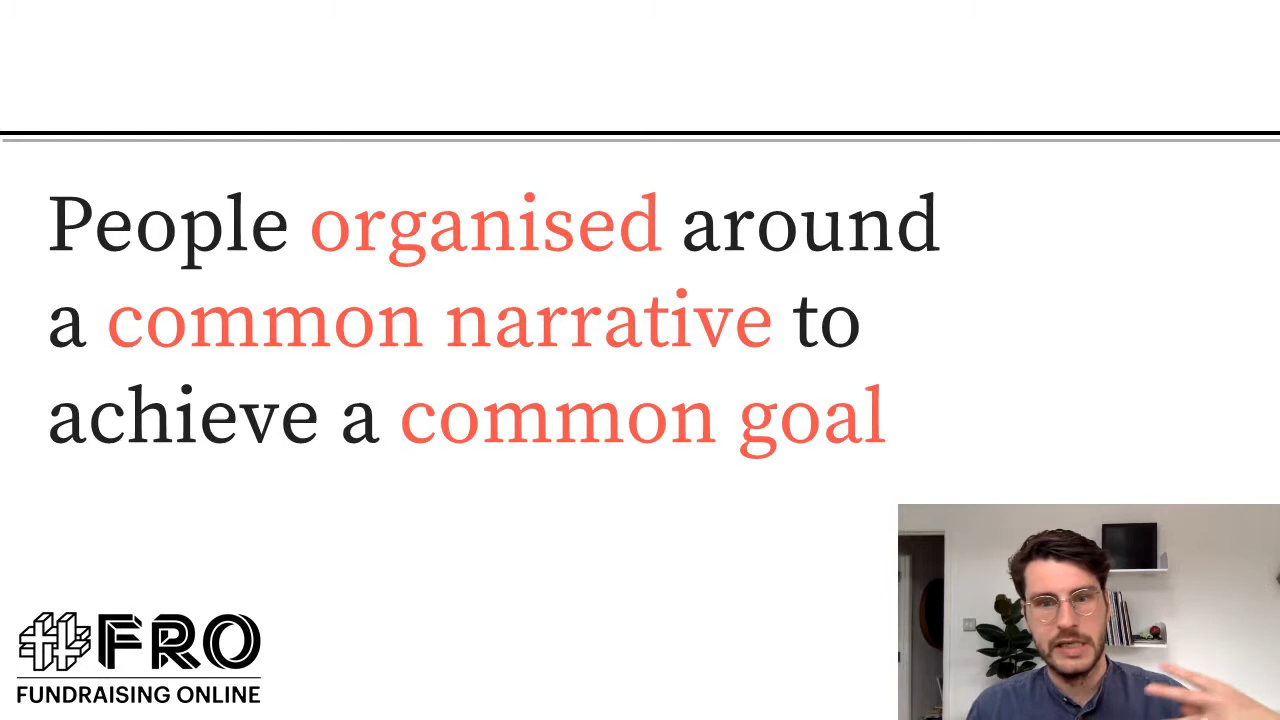 People organised around
a common narrative to
achieve a common goal
#FRO
FUNDRAISING ONLINE